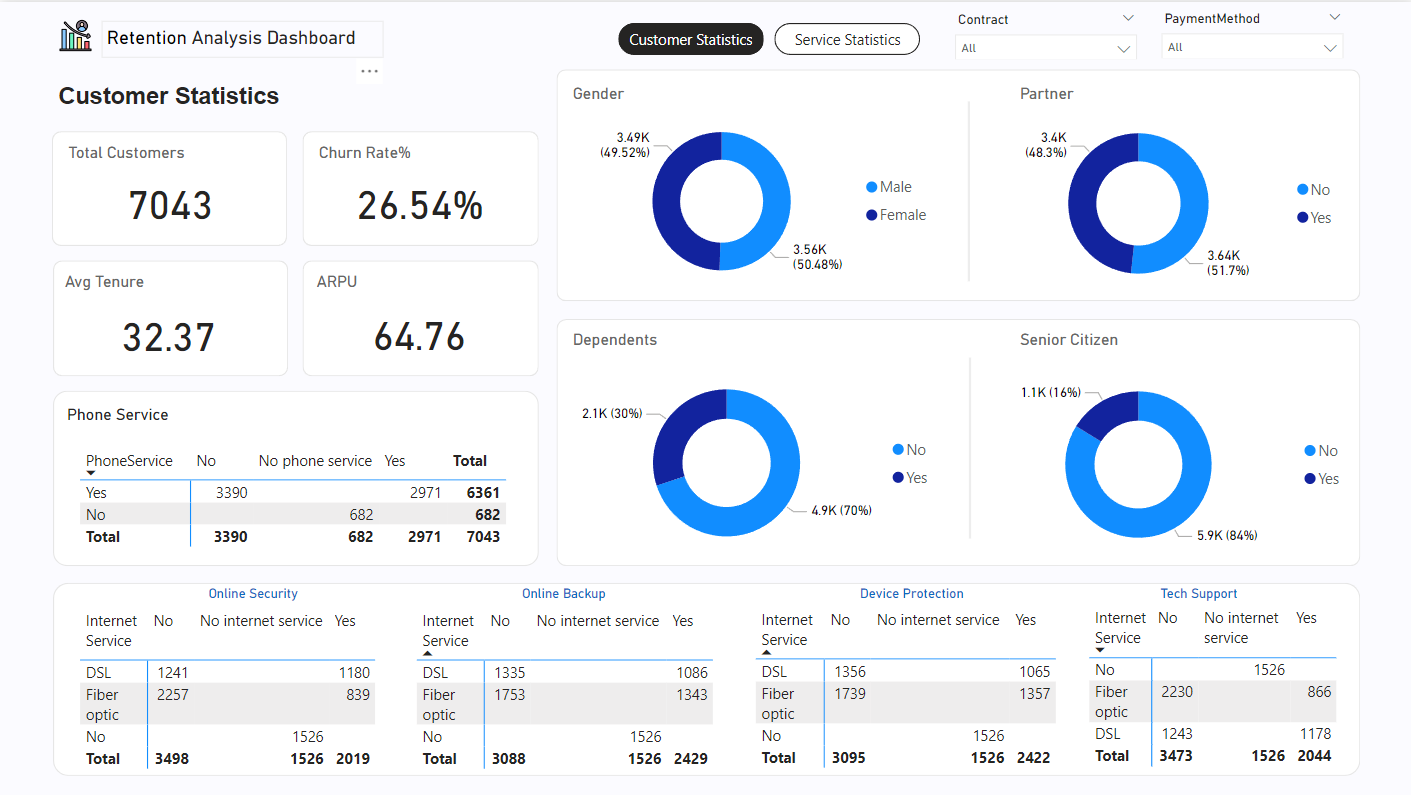 Retention Analysis Dashboard
Customer Statistics
Service Statistics
Contract
All
PaymentMethod
All
Customer Statistics
Total Customers
7043
Churn Rate%
26.54%
Avg Tenure
32.37
ARPU
64.76
Gender
3.49K
(49.52%)
3.56K
(50.48%)
Male
Female
Partner
3.4K
(48.3%)
3.64K
(51.7%)
No
Yes
Dependents
2.1K (30%)
4.9K (70%)
No
Yes
Senior Citizen
1.1K (16%)
5.9K (84%)
No
Yes
Phone Service
PhoneService No No phone service Yes Total
Yes 3390 2971 6361
No 682 682
Total 3390 682 2971 7043
Online Security
Internet No No internet service Yes
Service
DSL 1241 1180
Fiber 2257 839
optic
No 1526
Total 3498 1526 2019
Online Backup
Internet No No internet service Yes
Service
DSL 1335 1086
Fiber 1753 1343
optic
No 1526
Total 3088 1526 2429
Device Protection
Internet No No internet service Yes
Service
DSL 1356 1065
Fiber 1739 1357
optic
No 1526
Total 3095 1526 2422
Tech Support
Internet No No internet Yes
Service service
No 1526
Fiber 2230 866
optic
DSL 1243 1178
Total 3473 1526 2044